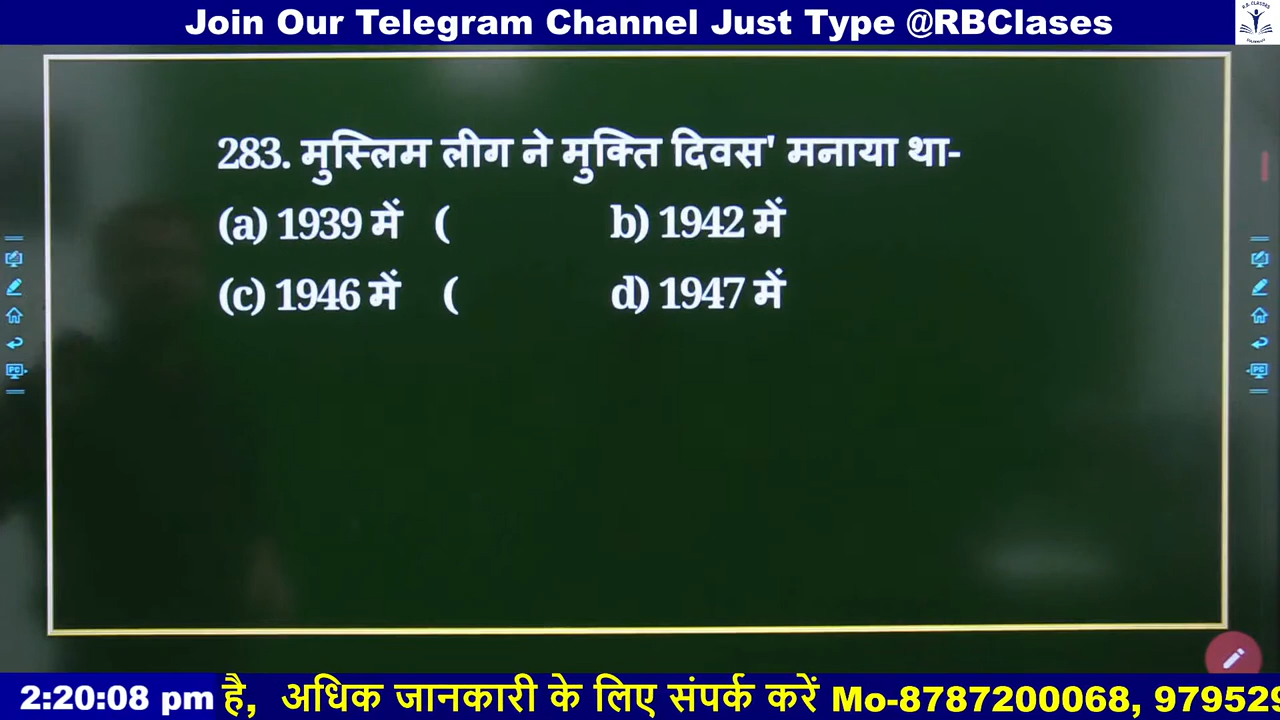 Join Our Telegram Channel Just Type @RBClases
283. मुस्लिम लीग ने मुक्ति दिवस' मनाया था-
(a) 1939 में ( b) 1942 में
(c) 1946 में ( d) 1947 में
2:20:08 pm है, अधिक जानकारी के लिए संपर्क करें Mo-8787200068, 979529